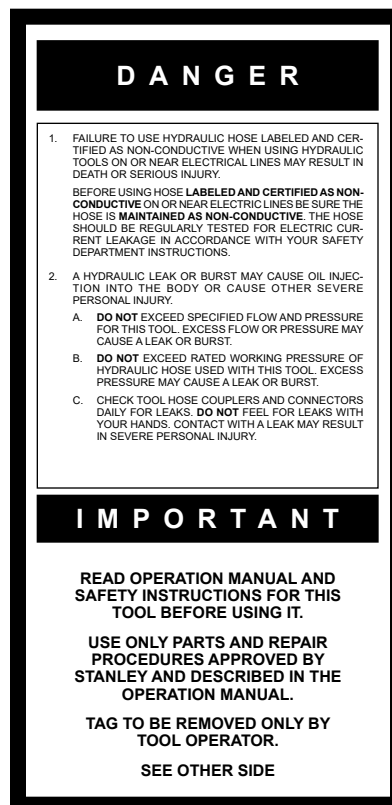 D A N G E R
1. FAILURE TO USE HYDRAULIC HOSE LABELED AND CER-
TIFIED AS NON-CONDUCTIVE WHEN USING HYDRAULIC
TOOLS ON OR NEAR ELECTRICAL LINES MAY RESULT IN
DEATH OR SERIOUS INJURY.
BEFORE USING HOSE LABELED AND CERTIFIED AS NON-
CONDUCTIVE ON OR NEAR ELECTRIC LINES BE SURE THE
HOSE IS MAINTAINED AS NON-CONDUCTIVE. THE HOSE
SHOULD BE REGULARLY TESTED FOR ELECTRIC CUR-
RENT LEAKAGE IN ACCORDANCE WITH YOUR SAFETY
DEPARTMENT INSTRUCTIONS.
2. A HYDRAULIC LEAK OR BURST MAY CAUSE OIL INJEC-
TION INTO THE BODY OR CAUSE OTHER SEVERE
PERSONAL INJURY.
A. DO NOT EXCEED SPECIFIED FLOW AND PRESSURE
FOR THIS TOOL. EXCESS FLOW OR PRESSURE MAY
CAUSE A LEAK OR BURST.
B. DO NOT EXCEED RATED WORKING PRESSURE OF
HYDRAULIC HOSE USED WITH THIS TOOL. EXCESS
PRESSURE MAY CAUSE A LEAK OR BURST.
C. CHECK TOOL HOSE COUPLERS AND CONNECTORS
DAILY FOR LEAKS. DO NOT FEEL FOR LEAKS WITH
YOUR HANDS. CONTACT WITH A LEAK MAY RESULT
IN SEVERE PERSONAL INJURY.
I M P O R T A N T
READ OPERATION MANUAL AND
SAFETY INSTRUCTIONS FOR THIS
TOOL BEFORE USING IT.
USE ONLY PARTS AND REPAIR
PROCEDURES APPROVED BY
STANLEY AND DESCRIBED IN THE
OPERATION MANUAL.
TAG TO BE REMOVED ONLY BY
TOOL OPERATOR.
SEE OTHER SIDE